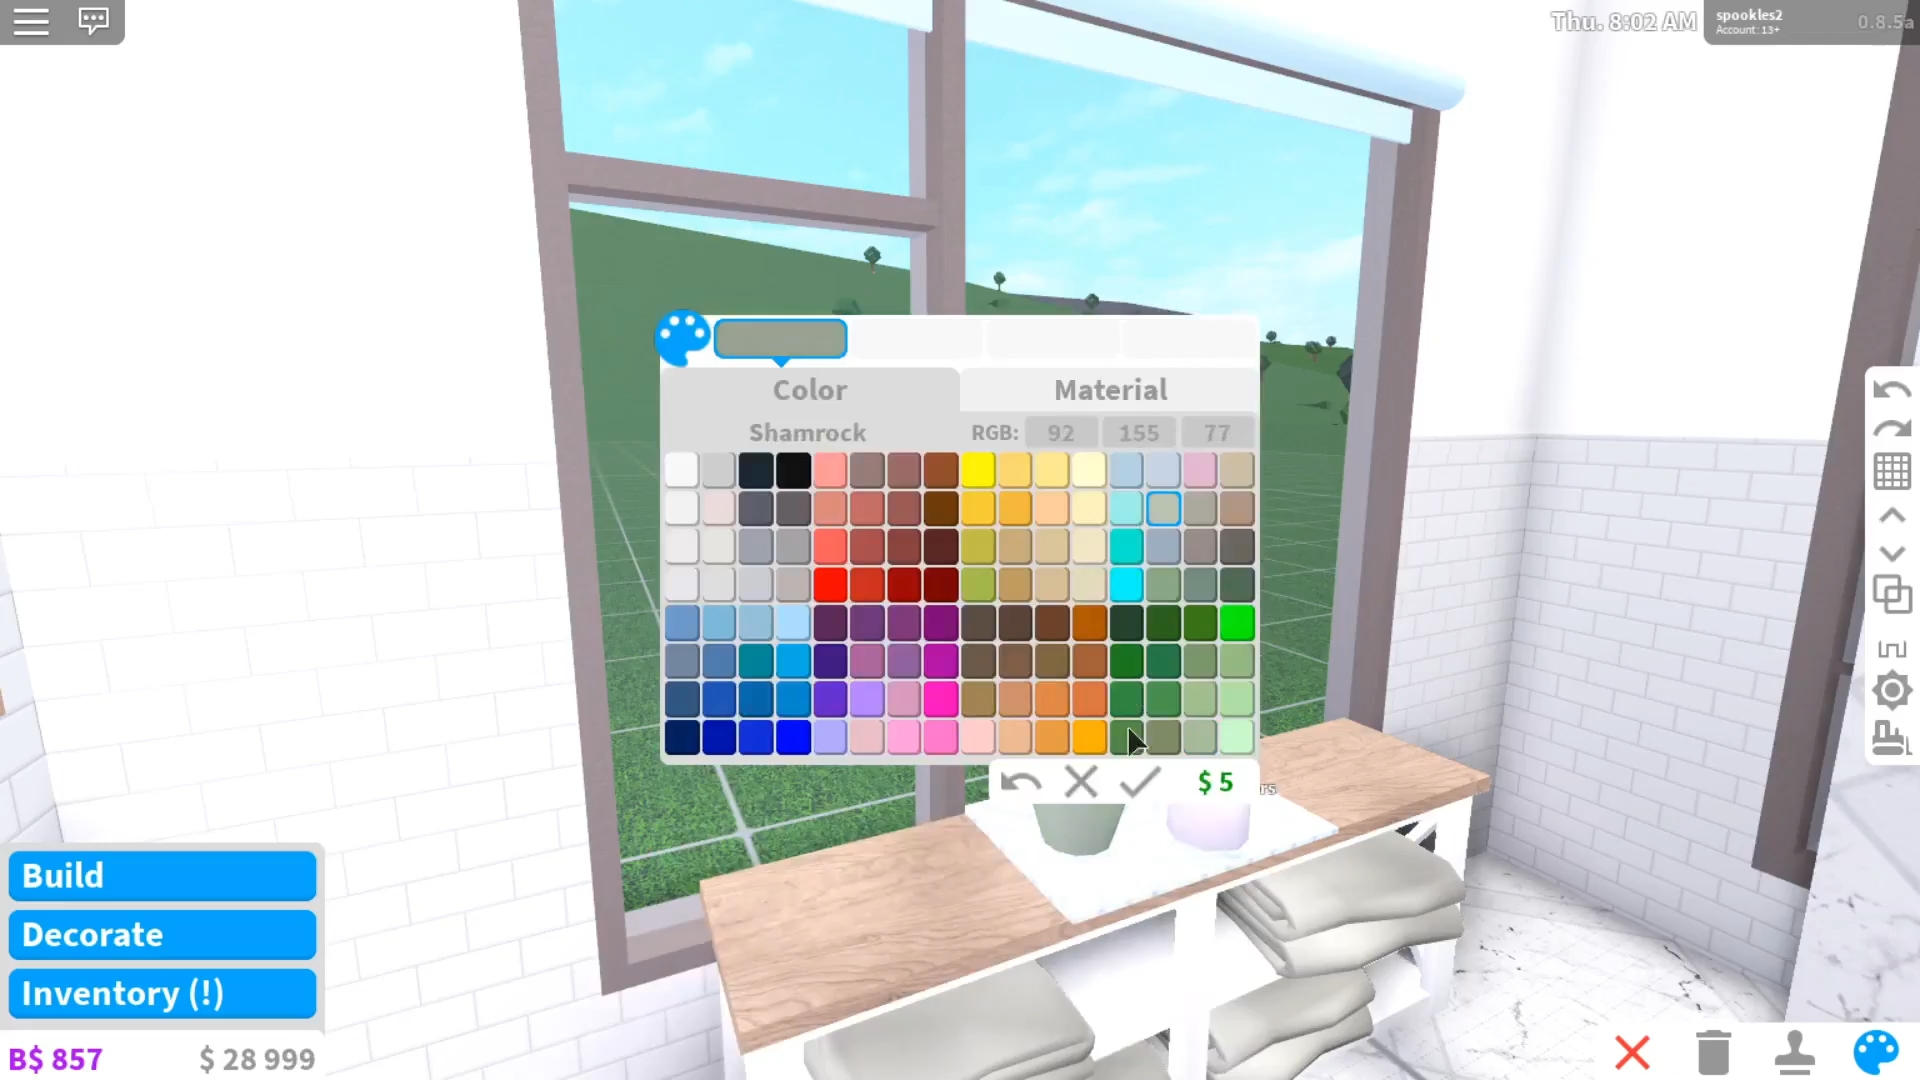 Thu. 8:02 AM
spookles2
Account: 13+
0.8.5a
Color
Material
Shamrock
RGB: 92 155 77
$ 5
rs
Build
Decorate
Inventory (!)
B$ 857
$ 28 999